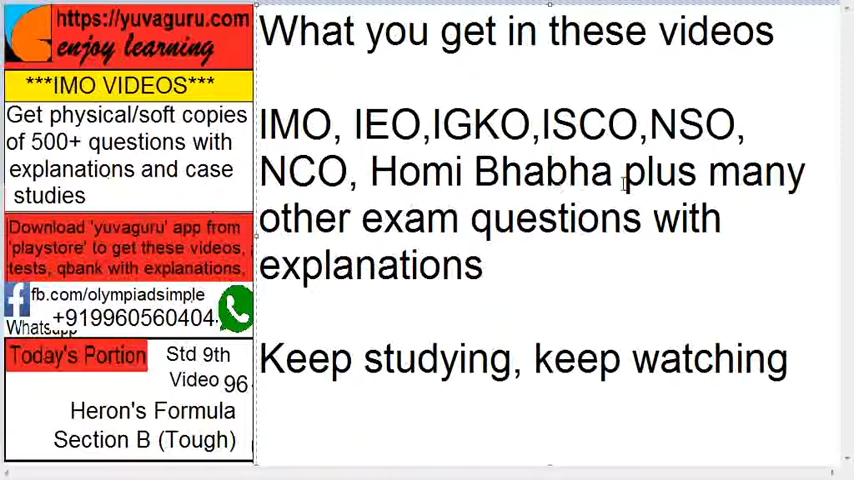 https://yuvaguru.com
enjoy learning
***IMO VIDEOS***
Get physical/soft copies
of 500+ questions with
explanations and case
studies
Download 'yuvaguru' app from
'playstore' to get these videos,
tests, qbank with explanations,
fb.com/olympiadsimple
+919960560404
Whatsapp
Today's Portion
Std 9th
Video 96
Heron's Formula
Section B (Tough)
What you get in these videos
IMO, IEO,IGKO,ISCO,NSO,
NCO, Homi Bhabha plus many
other exam questions with
explanations
Keep studying, keep watching